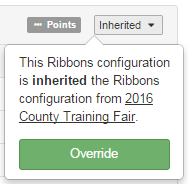 ••• Points Inherited
This Ribbons configuration
is inherited the Ribbons
configuration from 2016
County Training Fair.
Override